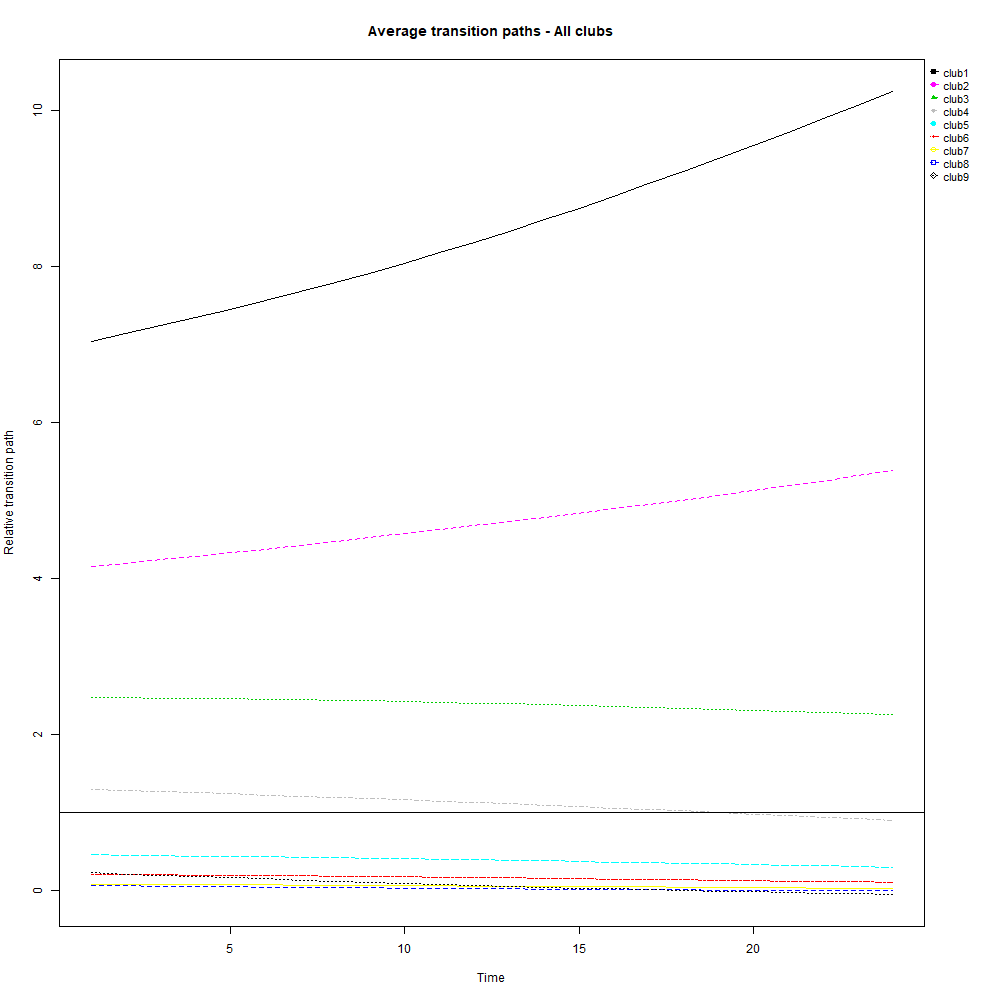 Average transition paths - All clubs
club1
club2
club3
club4
club5
club6
club7
club8
club9
Relative transition path
10
8
6
4
2
0
5 10 15 20
Time